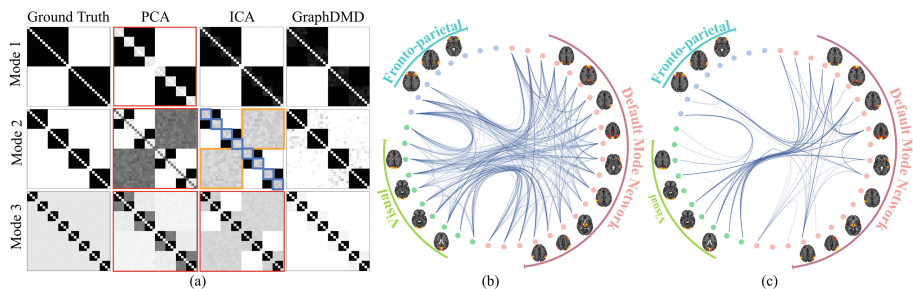 Ground Truth PCA ICA GraphDMD
Mode 1
Mode 2
Mode 3
(a)
Fronto-parietal
Default Mode Network
Visual
(b)
Fronto-parietal
Default Mode Network
Visual
(c)